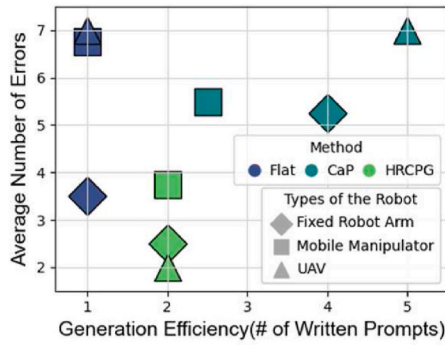 Average Number of Errors
7
6
5
4
3
2
1
2
3
4
5
Generation Efficiency(# of Written Prompts)
Method
Flat CaP HRCPG
Types of the Robot
Fixed Robot Arm
Mobile Manipulator
UAV